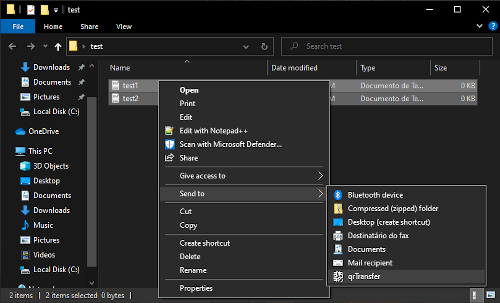 test
File
Home
Share
View
test
Search test
Name
Date modified
Type
Size
Downloads
Documents
Pictures
Local Disk (C:)
OneDrive
This PC
3D Objects
Desktop
Documents
Downloads
Music
Pictures
Videos
Local Disk (C:)
Network
test1
Documento de Te...
0 KB
test2
Documento de Te...
0 KB
Open
Print
Edit
Edit with Notepad++
Scan with Microsoft Defender...
Share
Give access to
Send to
Cut
Copy
Create shortcut
Delete
Rename
Properties
Bluetooth device
Compressed (zipped) folder
Desktop (create shortcut)
Destinatário do fax
Documents
Mail recipient
qrTransfer
2 items
2 items selected 0 bytes